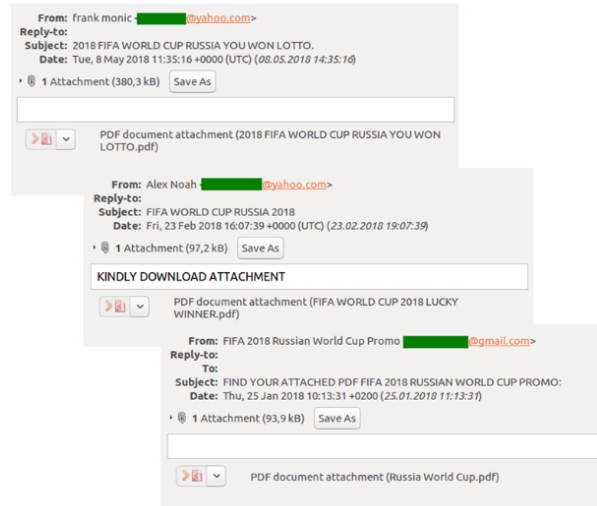 From: frank monic < @yahoo.com>
Reply-to:
Subject: 2018 FIFA WORLD CUP RUSSIA YOU WON LOTTO.
Date: Tue, 8 May 2018 11:35:16 +0000 (UTC) (08.05.2018 14:35:16)
1 Attachment (380,3 kB) Save As
PDF document attachment (2018 FIFA WORLD CUP RUSSIA YOU WON
LOTTO.pdf)
From: Alex Noah < @yahoo.com>
Reply-to:
Subject: FIFA WORLD CUP RUSSIA 2018
Date: Fri, 23 Feb 2018 16:07:39 +0000 (UTC) (23.02.2018 19:07:39)
1 Attachment (97,2 kB) Save As
KINDLY DOWNLOAD ATTACHMENT
PDF document attachment (FIFA WORLD CUP 2018 LUCKY
WINNER.pdf)
From: FIFA 2018 Russian World Cup Promo @gmail.com>
Reply-to:
To:
Subject: FIND YOUR ATTACHED PDF FIFA 2018 RUSSIAN WORLD CUP PROMO:
Date: Thu, 25 Jan 2018 10:13:31 +0200 (25.01.2018 11:13:31)
1 Attachment (93,9 kB) Save As
PDF document attachment (Russia World Cup.pdf)